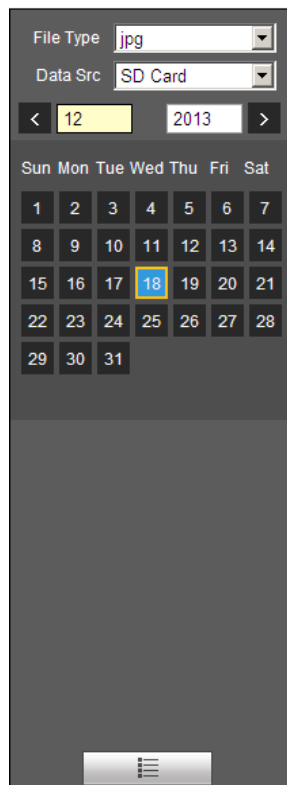 File Type jpg
Data Src SD Card
< 12 2013 >
Sun Mon Tue Wed Thu Fri Sat
1 2 3 4 5 6 7
8 9 10 11 12 13 14
15 16 17 18 19 20 21
22 23 24 25 26 27 28
29 30 31